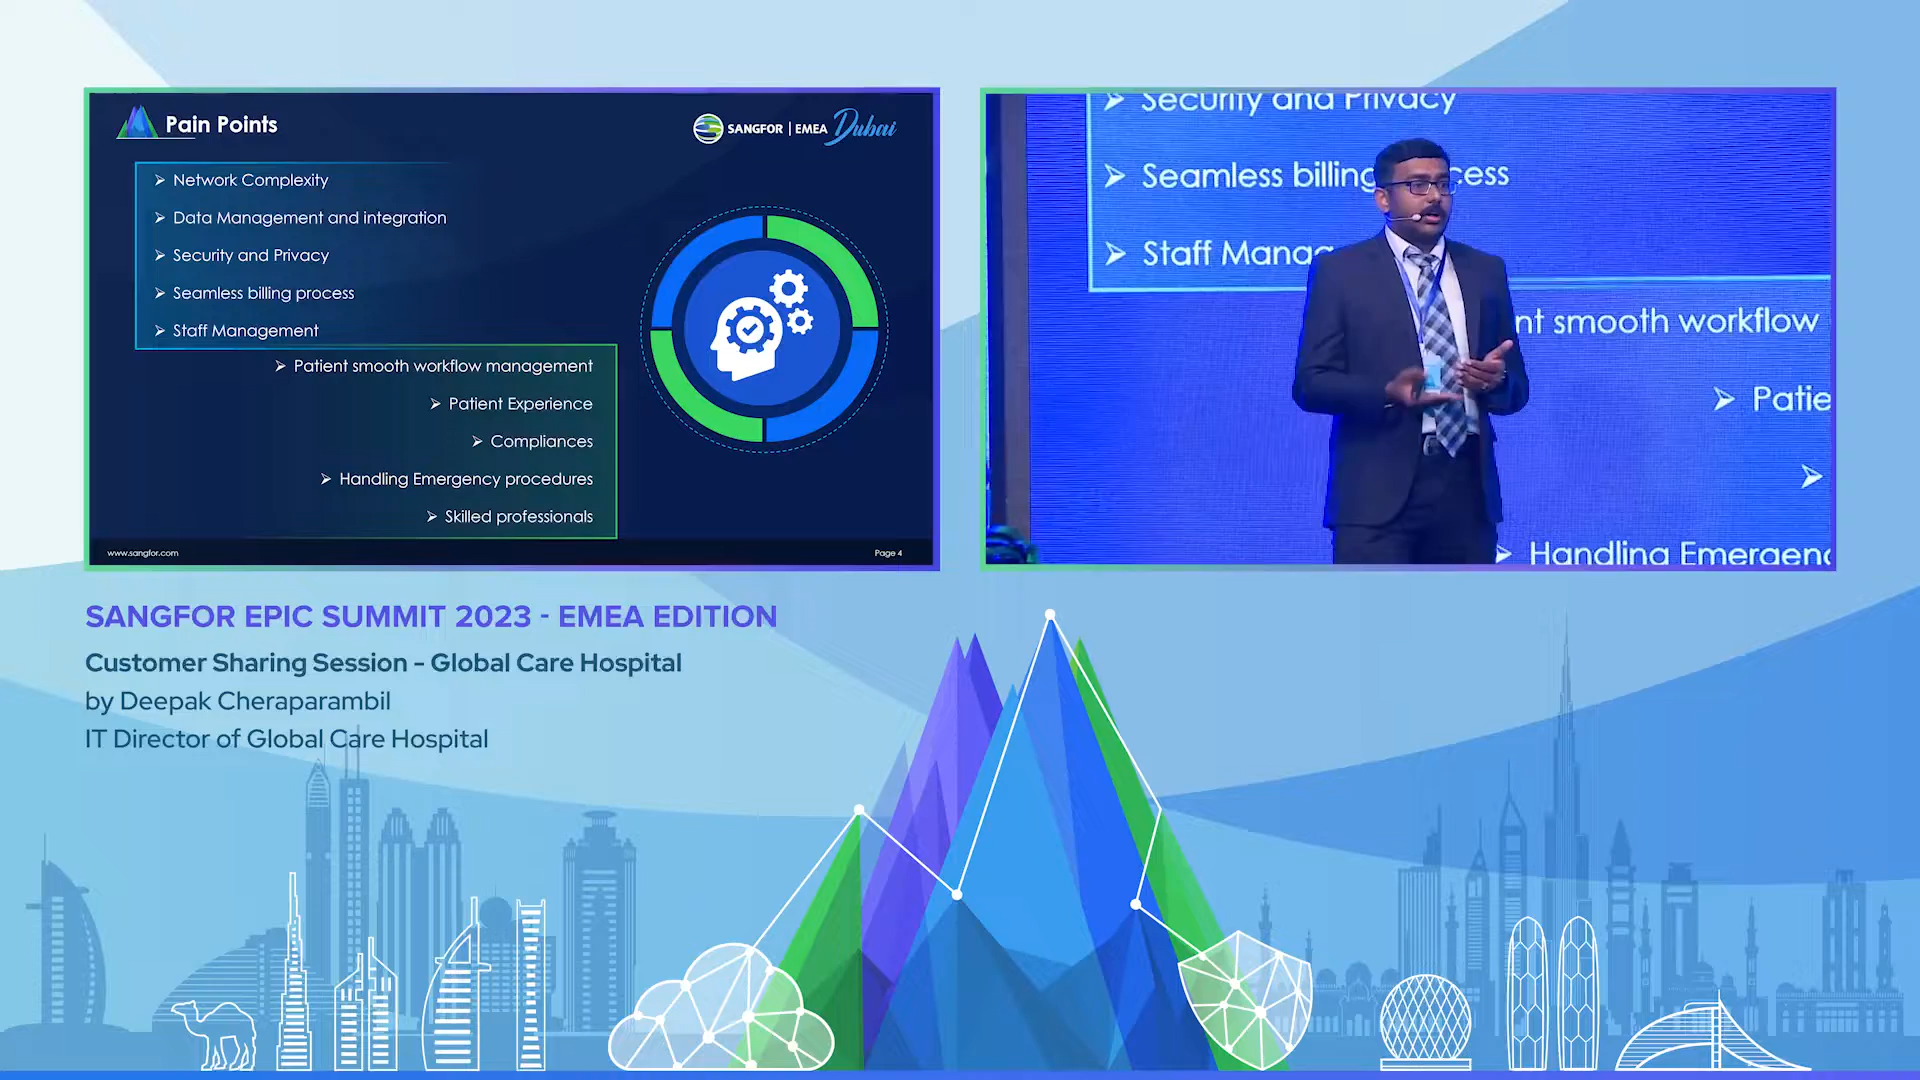 Pain Points
SANGFOR | EMEA Dubai
➢ Network Complexity
➢ Data Management and integration
➢ Security and Privacy
➢ Seamless billing process
➢ Staff Management
➢ Patient smooth workflow management
➢ Patient Experience
➢ Compliances
➢ Handling Emergency procedures
➢ Skilled professionals
www.sangfor.com
Page 4
➢ Security and Privacy
➢ Seamless billing cess
➢ Staff Manag
nt smooth workflow
➢ Patie
➢
➢ Handling Emergenc
SANGFOR EPIC SUMMIT 2023 - EMEA EDITION
Customer Sharing Session - Global Care Hospital
by Deepak Cheraparambil
IT Director of Global Care Hospital